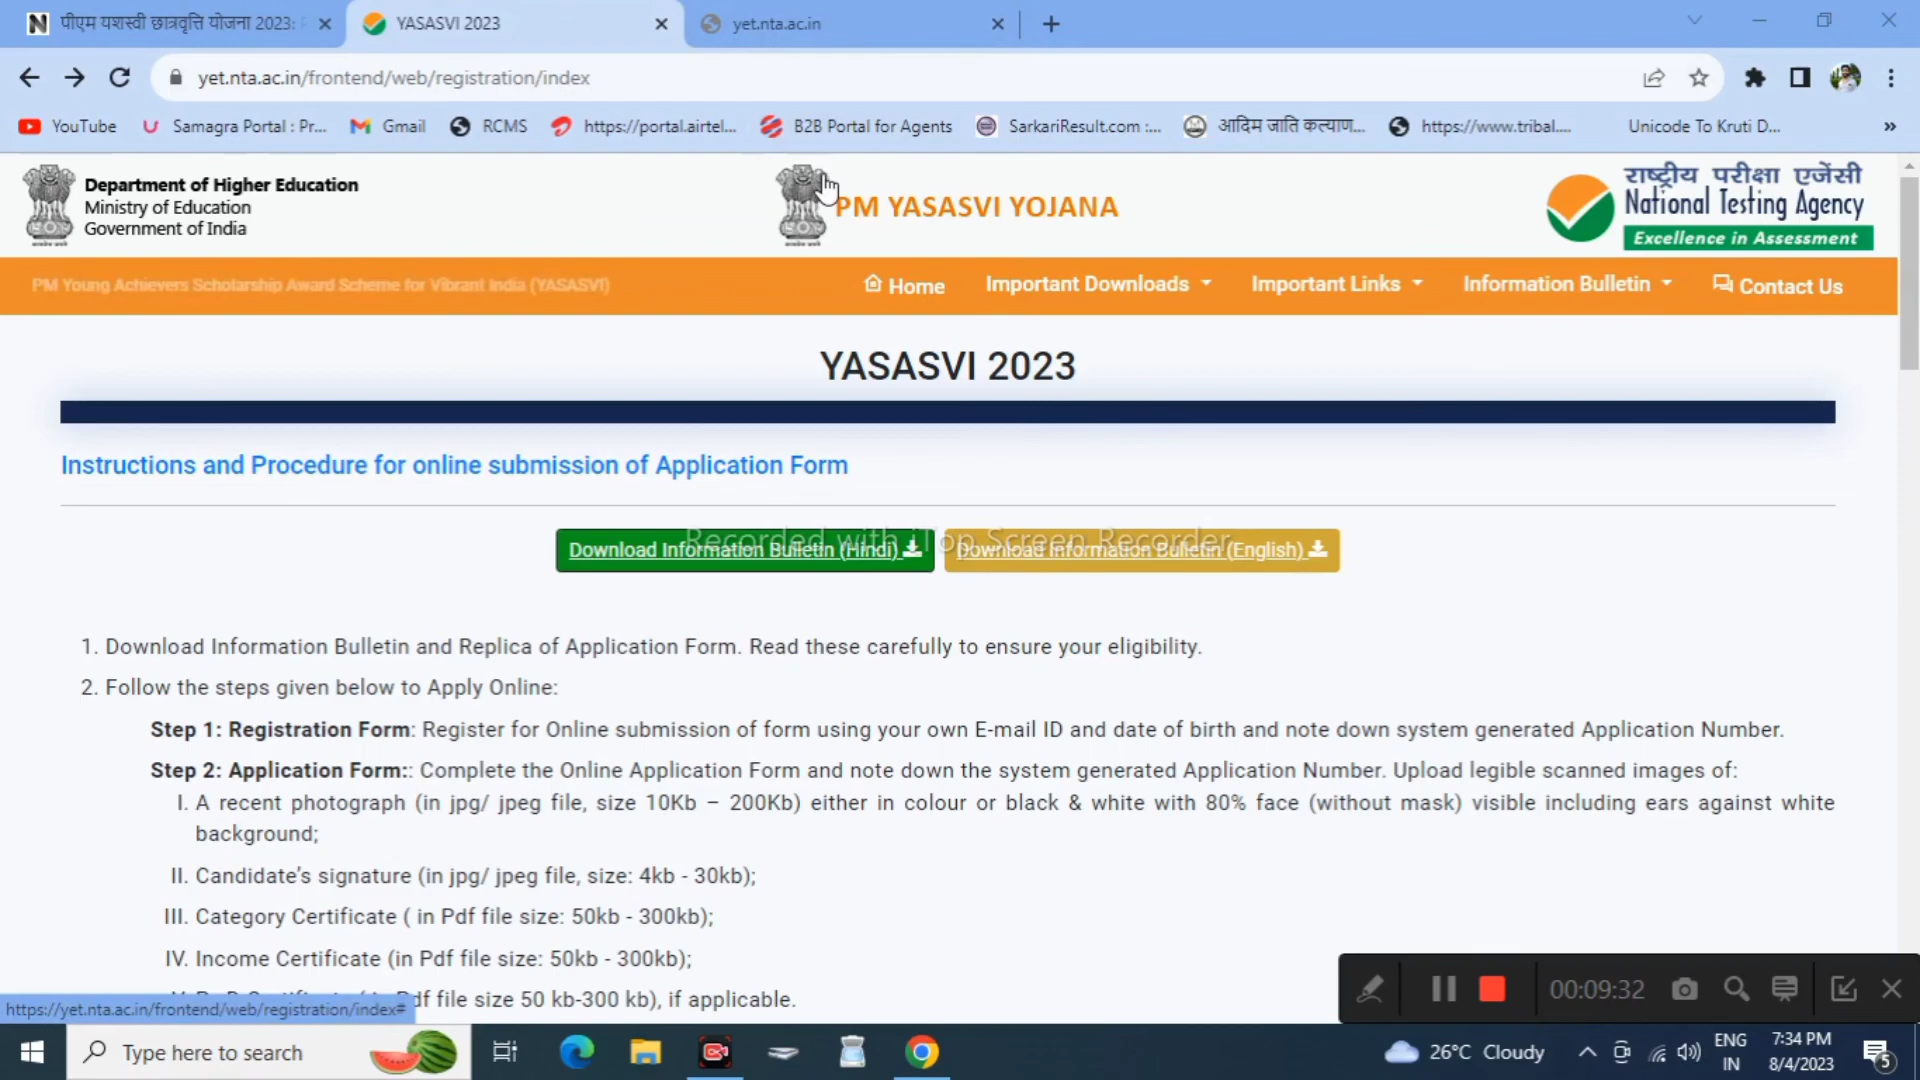 पीएम यशस्वी छात्रवृत्ति योजना 2023:
YASASVI 2023
yet.nta.ac.in
yet.nta.ac.in/frontend/web/registration/index
YouTube
Samagra Portal : Pr...
Gmail
RCMS
https://portal.airtel...
B2B Portal for Agents
SarkariResult.com :...
आदिम जाति कल्याण...
https://www.tribal....
Unicode To Kruti D...
»
Department of Higher Education
Ministry of Education
Government of India
PM YASASVI YOJANA
राष्ट्रीय परीक्षा एजेंसी
National Testing Agency
Excellence in Assessment
PM Young Achievers Scholarship Award Scheme for Vibrant India (YASASVI)
Home
Important Downloads
Important Links
Information Bulletin
Contact Us
YASASVI 2023
Instructions and Procedure for online submission of Application Form
Recorded with iTop Screen Recorder
Download Information Bulletin (Hindi)
Download Information Bulletin (English)
1. Download Information Bulletin and Replica of Application Form. Read these carefully to ensure your eligibility.
2. Follow the steps given below to Apply Online:
Step 1: Registration Form: Register for Online submission of form using your own E-mail ID and date of birth and note down system generated Application Number.
Step 2: Application Form:: Complete the Online Application Form and note down the system generated Application Number. Upload legible scanned images of:
I. A recent photograph (in jpg/ jpeg file, size 10Kb – 200Kb) either in colour or black & white with 80% face (without mask) visible including ears against white
background;
II. Candidate's signature (in jpg/ jpeg file, size: 4kb - 30kb);
III. Category Certificate ( in Pdf file size: 50kb - 300kb);
IV. Income Certificate (in Pdf file size: 50kb - 300kb);
df file size 50 kb-300 kb), if applicable.
https://yet.nta.ac.in/frontend/web/registration/index#
00:09:32
Type here to search
26°C Cloudy
ENG
IN
7:34 PM
8/4/2023
5